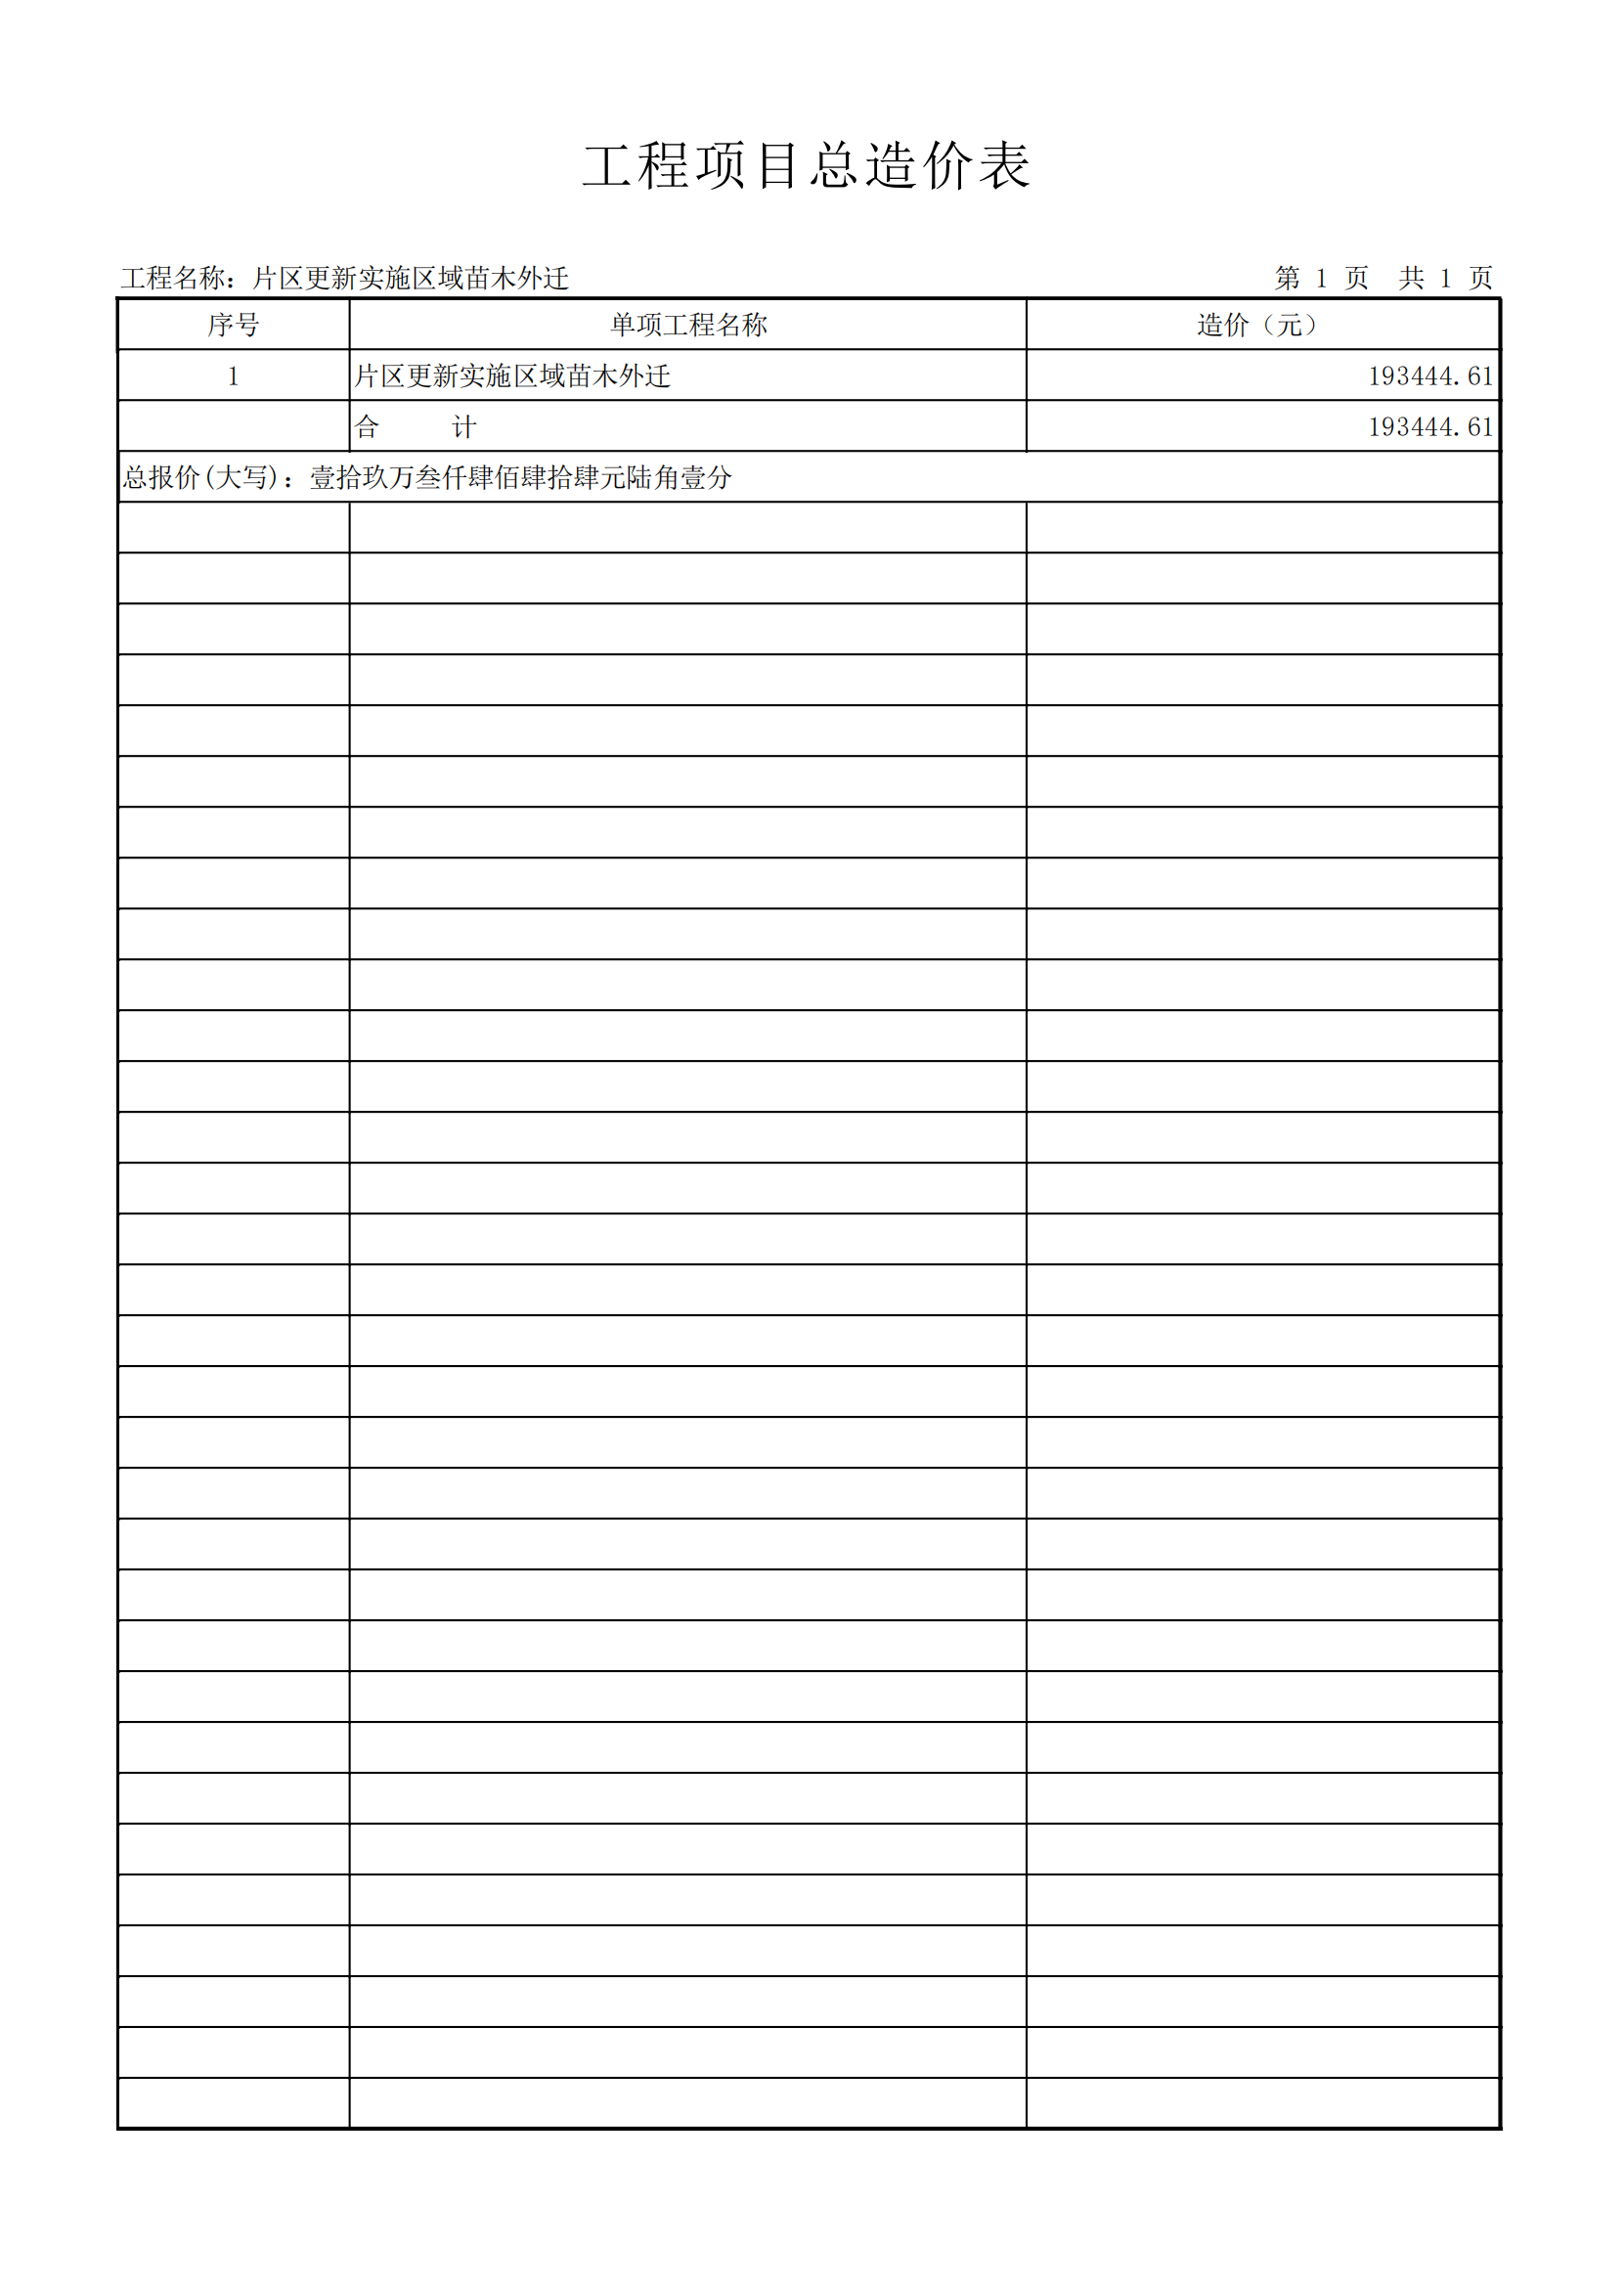 工程项目总造价表
工程名称：片区更新实施区域苗木外迁 第 1 页 共 1 页
序号 单项工程名称 造价（元）
1 片区更新实施区域苗木外迁 193444.61
合 计 193444.61
总报价(大写)：壹拾玖万叁仟肆佰肆拾肆元陆角壹分